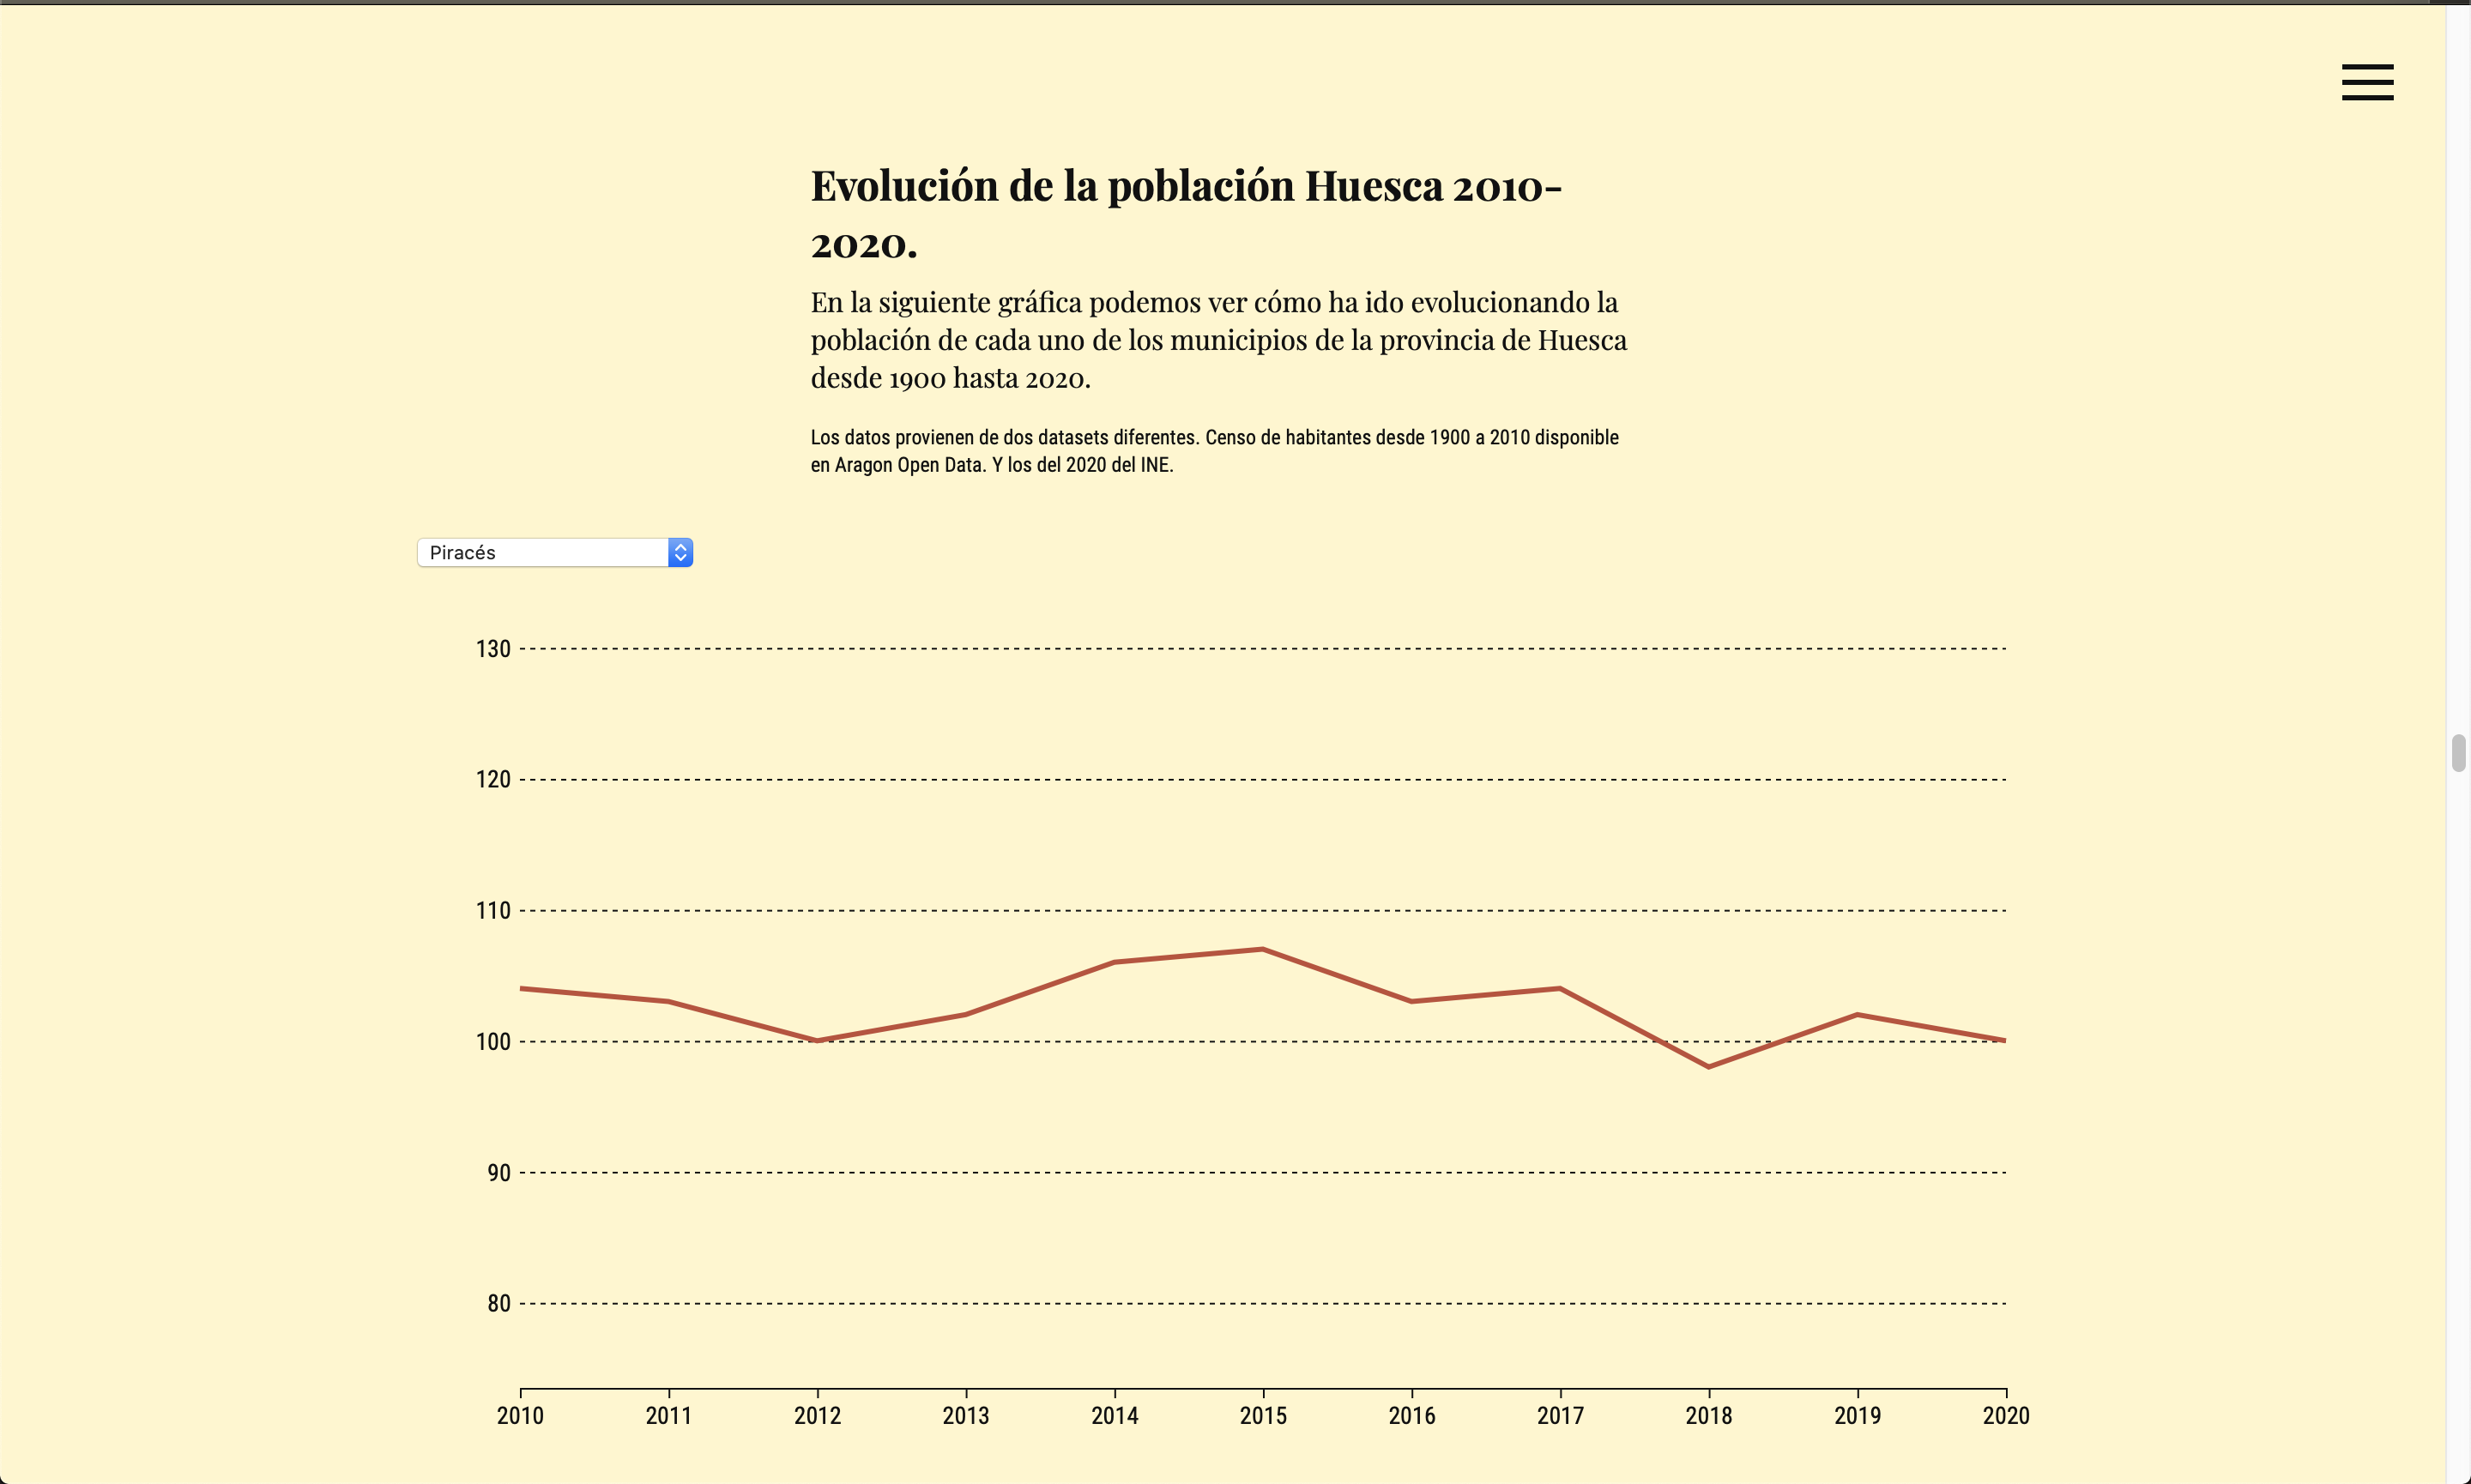 Evolución de la población Huesca 2010-
2020.
En la siguiente gráfica podemos ver cómo ha ido evolucionando la
población de cada uno de los municipios de la provincia de Huesca
desde 1900 hasta 2020.
Los datos provienen de dos datasets diferentes. Censo de habitantes desde 1900 a 2010 disponible
en Aragon Open Data. Y los del 2020 del INE.
Piracés
130
120
110
100
90
80
2010 2011 2012 2013 2014 2015 2016 2017 2018 2019 2020